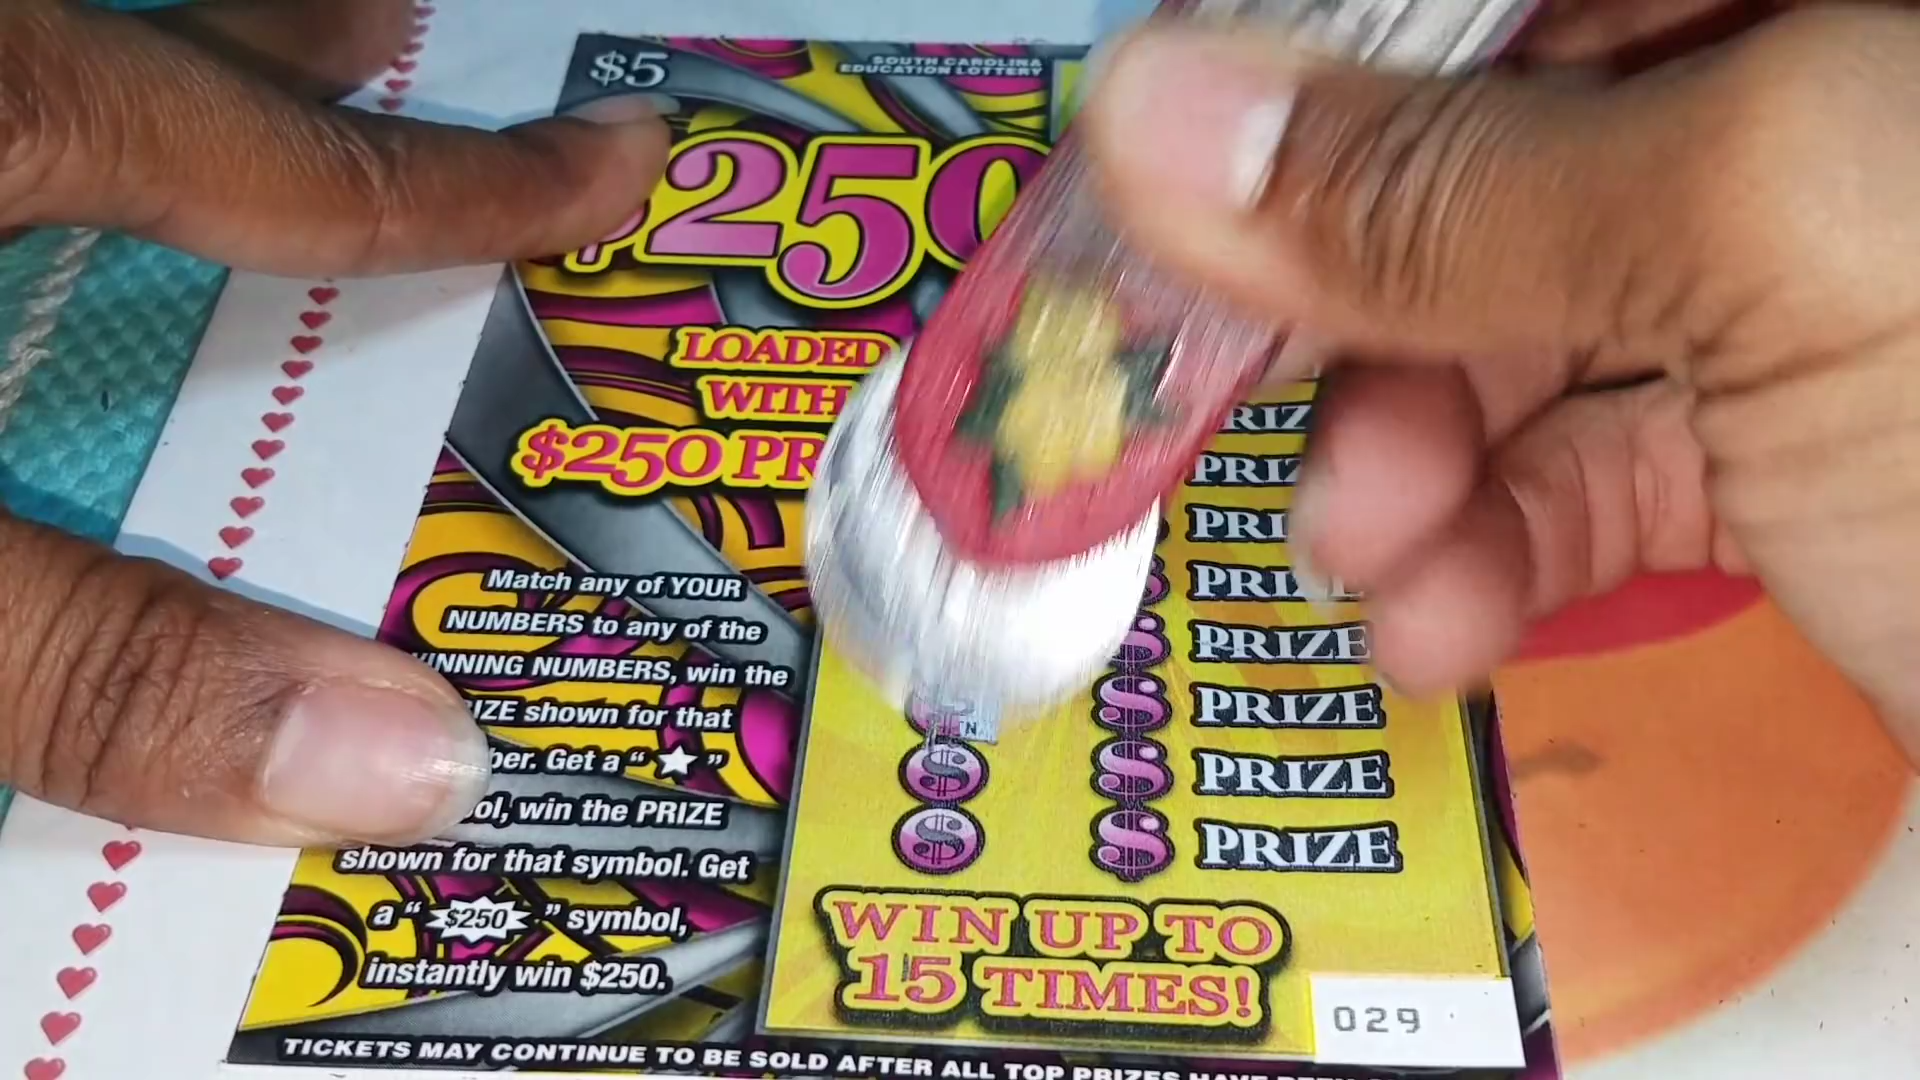 $5
SOUTH CAROLINA
EDUCATION LOTTERY
$250
LOADED
WITH
$250 PR
Match any of YOUR
NUMBERS to any of the
WINNING NUMBERS, win the
IZE shown for that
ber. Get a “★”
ol, win the PRIZE
shown for that symbol. Get
a “$250” symbol,
instantly win $250.
PRIZ
PRIZ
PRI
PRIZ
PRIZE
PRIZE
PRIZE
PRIZE
WIN UP TO
15 TIMES!
029
TICKETS MAY CONTINUE TO BE SOLD AFTER ALL TOP PRIZES HAVE BEEN